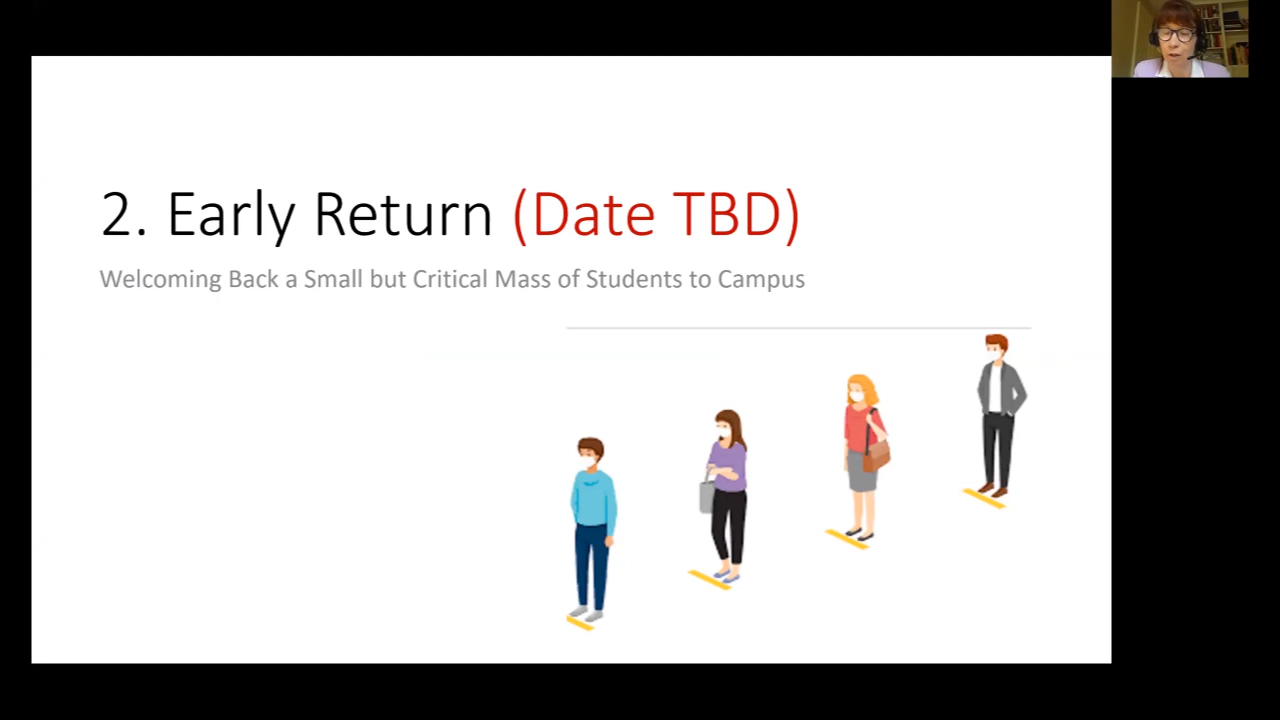 2. Early Return (Date TBD)
Welcoming Back a Small but Critical Mass of Students to Campus